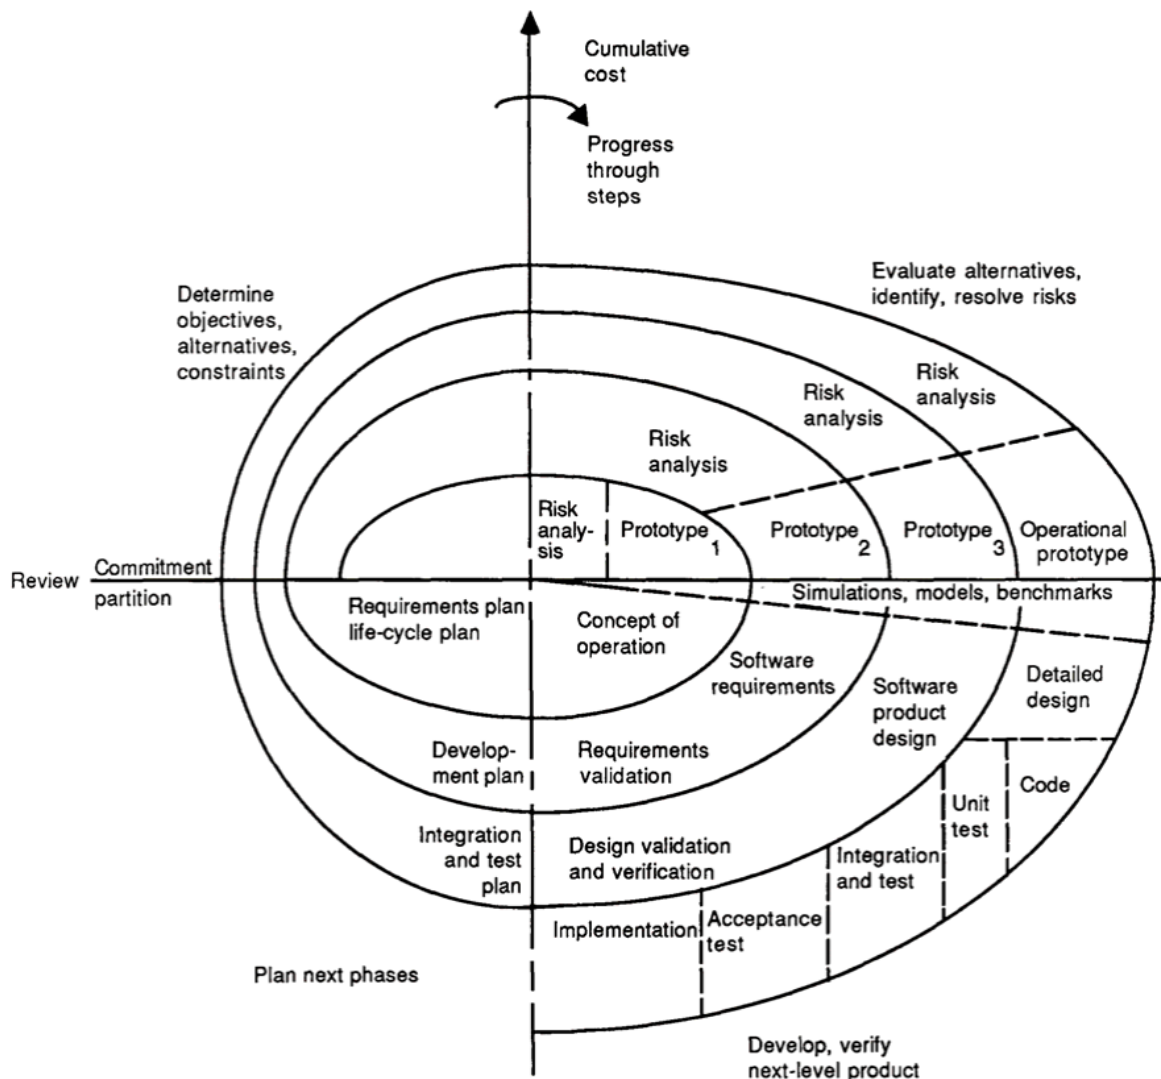 Cumulative
cost
Progress
through
steps
Evaluate alternatives,
identify, resolve risks
Determine
objectives,
alternatives,
constraints
Risk
analysis
Risk
analysis
Risk
analysis
Risk
analy-
sis
Prototype 1
Prototype 2
Prototype 3
Operational
prototype
Review
Commitment
partition
Simulations, models, benchmarks
Requirements plan
life-cycle plan
Concept of
operation
Software
requirements
Software
product
design
Detailed
design
Develop-
ment plan
Requirements
validation
Code
Unit
test
Integration
and test
plan
Design validation
and verification
Integration
and test
Acceptance
test
Implementation
Plan next phases
Develop, verify
next-level product